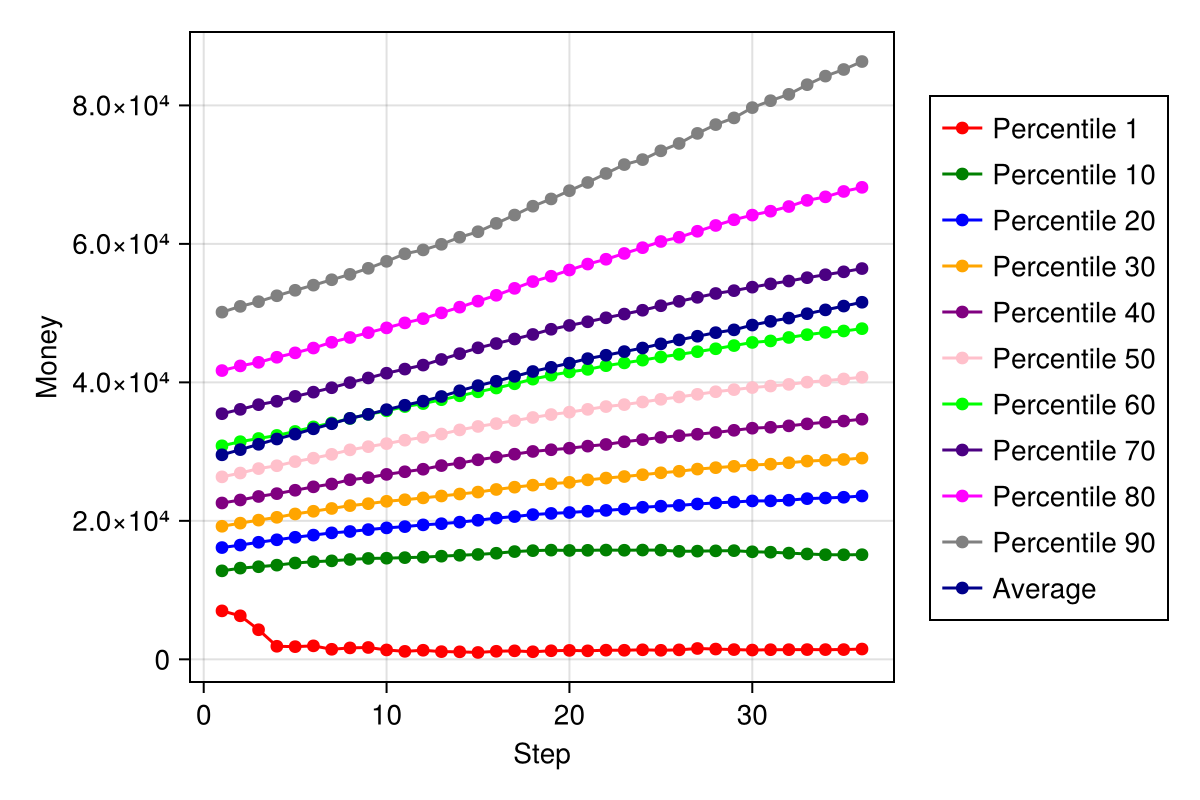 8.0×10⁴
6.0×10⁴
4.0×10⁴
2.0×10⁴
0
Money
0 10 20 30
Step
Percentile 1
Percentile 10
Percentile 20
Percentile 30
Percentile 40
Percentile 50
Percentile 60
Percentile 70
Percentile 80
Percentile 90
Average